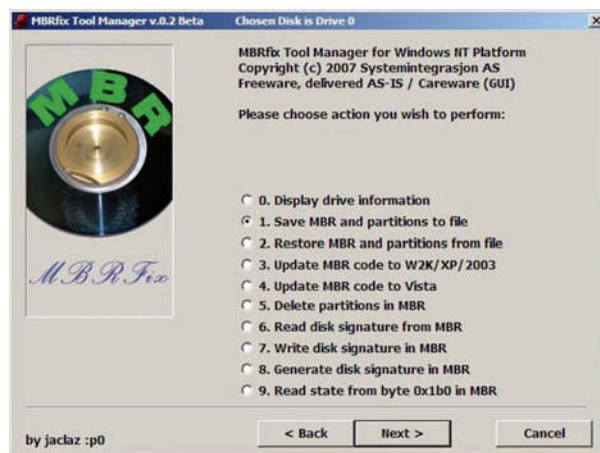 MBRfix Tool Manager v.0.2 Beta Chosen Disk is Drive 0
MBR
MBRFix
MBRfix Tool Manager for Windows NT Platform
Copyright (c) 2007 Systemintegrasjon AS
Freeware, delivered AS-IS / Careware (GUI)
Please choose action you wish to perform:
0. Display drive information
1. Save MBR and partitions to file
2. Restore MBR and partitions from file
3. Update MBR code to W2K/XP/2003
4. Update MBR code to Vista
5. Delete partitions in MBR
6. Read disk signature from MBR
7. Write disk signature in MBR
8. Generate disk signature in MBR
9. Read state from byte 0x1b0 in MBR
by jaclaz :p0
< Back Next > Cancel